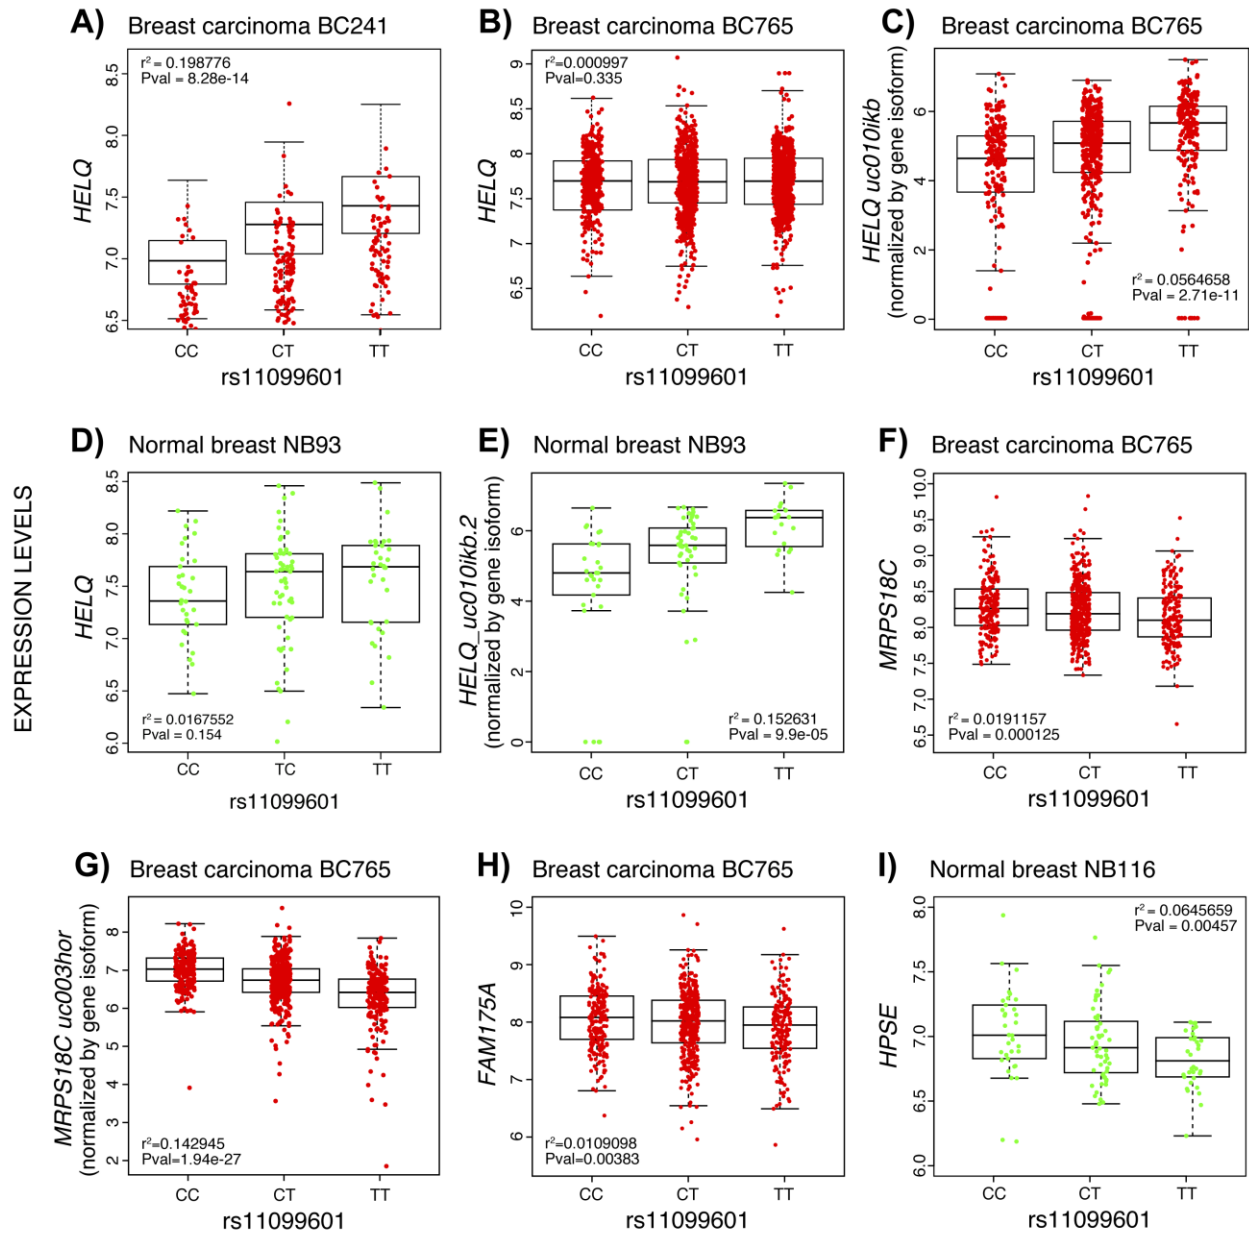 EXPRESSION LEVELS
A) Breast carcinoma BC241
r² = 0.198776
Pval = 8.28e-14
HELQ
8.5
8.0
7.5
7.0
6.5
CC CT TT
rs11099601
B) Breast carcinoma BC765
r²=0.000997
Pval=0.335
HELQ
9
8.5
8
7.5
7
6.5
CC CT TT
rs11099601
C) Breast carcinoma BC765
HELQ uc010ikb
(normalized by gene isoform)
6
4
2
0
r² = 0.0564658
Pval = 2.71e-11
CC CT TT
rs11099601
D) Normal breast NB93
HELQ
8.5
8.0
7.5
7.0
6.5
6.0
r² = 0.0167552
Pval = 0.154
CC TC TT
rs11099601
E) Normal breast NB93
HELQ_uc010ikb.2
(normalized by gene isoform)
6
4
2
0
r² = 0.152631
Pval = 9.9e-05
CC CT TT
rs11099601
F) Breast carcinoma BC765
MRPS18C
10.0
9.5
9.0
8.5
8.0
7.5
7.0
6.5
r² = 0.0191157
Pval = 0.000125
CC CT TT
rs11099601
G) Breast carcinoma BC765
MRPS18C uc003hor
(normalized by gene isoform)
8
7
6
5
4
3
2
r²=0.142945
Pval=1.94e-27
CC CT TT
rs11099601
H) Breast carcinoma BC765
FAM175A
10
9
8
7
6
r²=0.0109098
Pval=0.00383
CC CT TT
rs11099601
I) Normal breast NB116
r² = 0.0645659
Pval = 0.00457
HPSE
8.0
7.5
7.0
6.5
6.0
CC CT TT
rs11099601